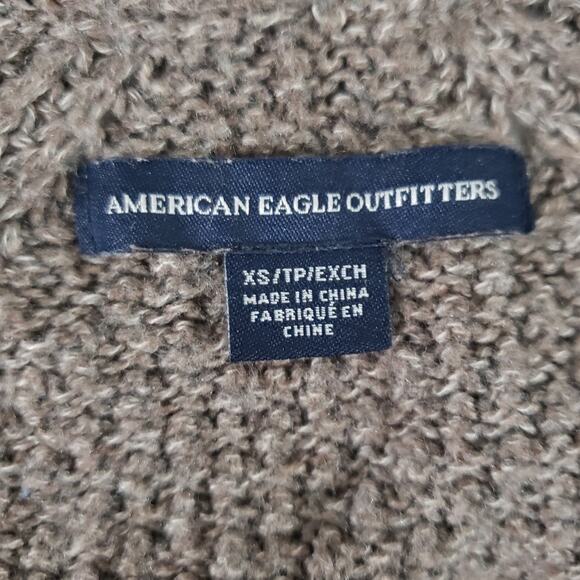 AMERICAN EAGLE OUTFITTERS
XS/TP/EXCH
MADE IN CHINA
FABRIQUÉ EN
CHINE